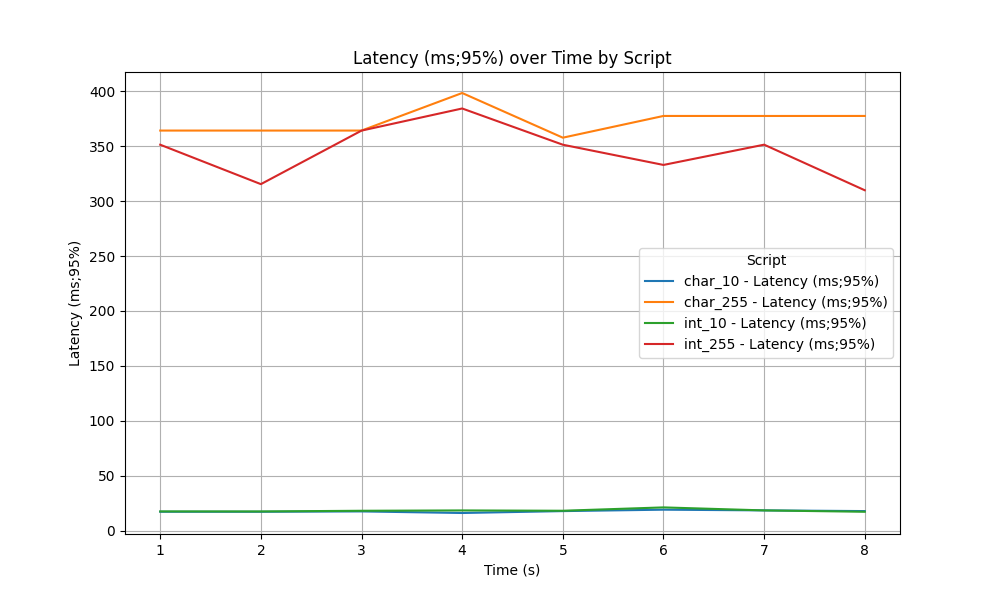 Latency (ms;95%) over Time by Script
400
350
300
250
200
150
100
50
0
Latency (ms;95%)
Script
char_10 - Latency (ms;95%)
char_255 - Latency (ms;95%)
int_10 - Latency (ms;95%)
int_255 - Latency (ms;95%)
1 2 3 4 5 6 7 8
Time (s)